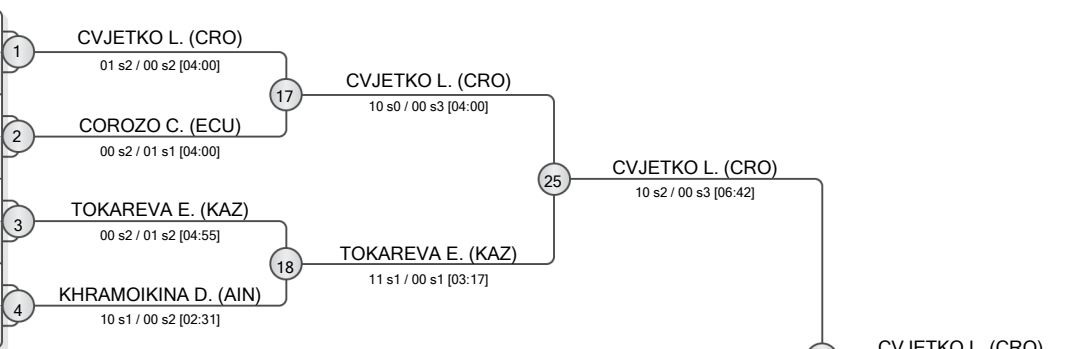 1
CVJETKO L. (CRO)
01 s2 / 00 s2 [04:00]
17
CVJETKO L. (CRO)
10 s0 / 00 s3 [04:00]
2
COROZO C. (ECU)
00 s2 / 01 s1 [04:00]
25
CVJETKO L. (CRO)
10 s2 / 00 s3 [06:42]
3
TOKAREVA E. (KAZ)
00 s2 / 01 s2 [04:55]
18
TOKAREVA E. (KAZ)
11 s1 / 00 s1 [03:17]
4
KHRAMOIKINA D. (AIN)
10 s1 / 00 s2 [02:31]
CVJETKO L. (CRO)